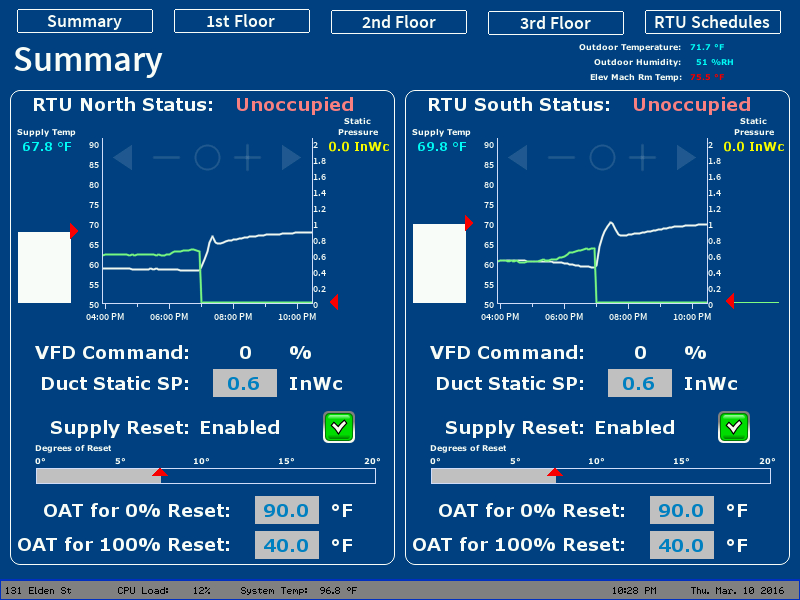 Summary 1st Floor 2nd Floor 3rd Floor RTU Schedules
Summary
Outdoor Temperature: 71.7 °F
Outdoor Humidity: 51 %RH
Elev Mach Rm Temp: 75.5 °F
RTU North Status: Unoccupied
Supply Temp
67.8 °F
Static
Pressure
0.0 InWc
90 2
85 1.8
80 1.6
75 1.4
70 1.2
65 1
60 0.8
55 0.6
50 0.4
0.2
0
04:00 PM 06:00 PM 08:00 PM 10:00 PM
VFD Command: 0 %
Duct Static SP: 0.6 InWc
Supply Reset: Enabled
Degrees of Reset
0° 5° 10° 15° 20°
OAT for 0% Reset: 90.0 °F
OAT for 100% Reset: 40.0 °F
RTU South Status: Unoccupied
Supply Temp
69.8 °F
Static
Pressure
0.0 InWc
90 2
85 1.8
80 1.6
75 1.4
70 1.2
65 1
60 0.8
55 0.6
50 0.4
0.2
0
04:00 PM 06:00 PM 08:00 PM 10:00 PM
VFD Command: 0 %
Duct Static SP: 0.6 InWc
Supply Reset: Enabled
Degrees of Reset
0° 5° 10° 15° 20°
OAT for 0% Reset: 90.0 °F
OAT for 100% Reset: 40.0 °F
131 Elden St CPU Load: 12% System Temp: 96.8 °F 10:28 PM Thu. Mar. 10 2016